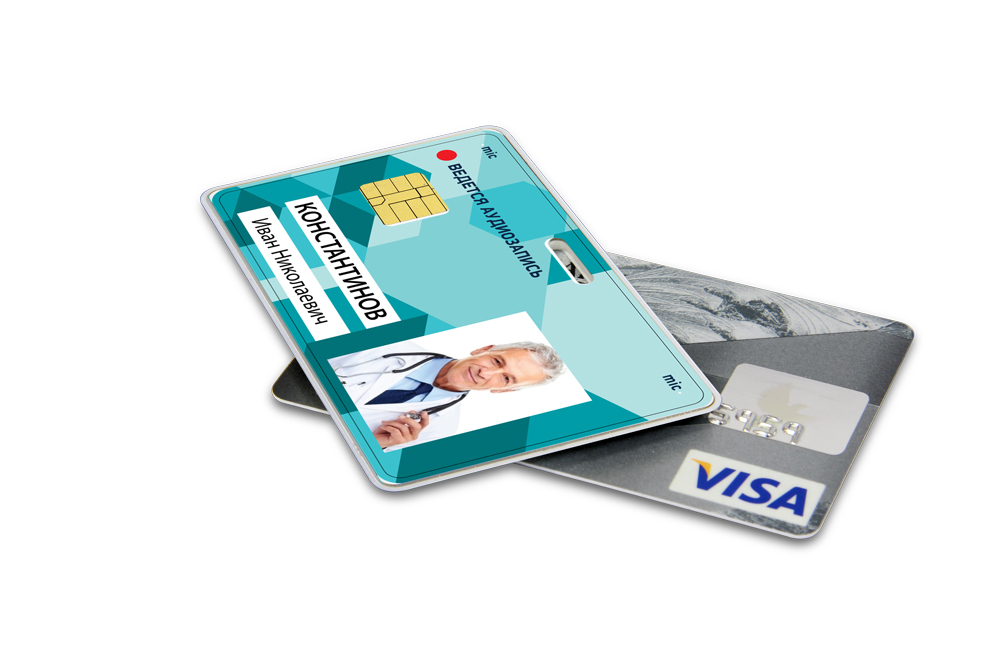 mic
ВЕДЕТСЯ АУДИОЗАПИСЬ
КОНСТАНТИНОВ
Иван Николаевич
mic
VISA